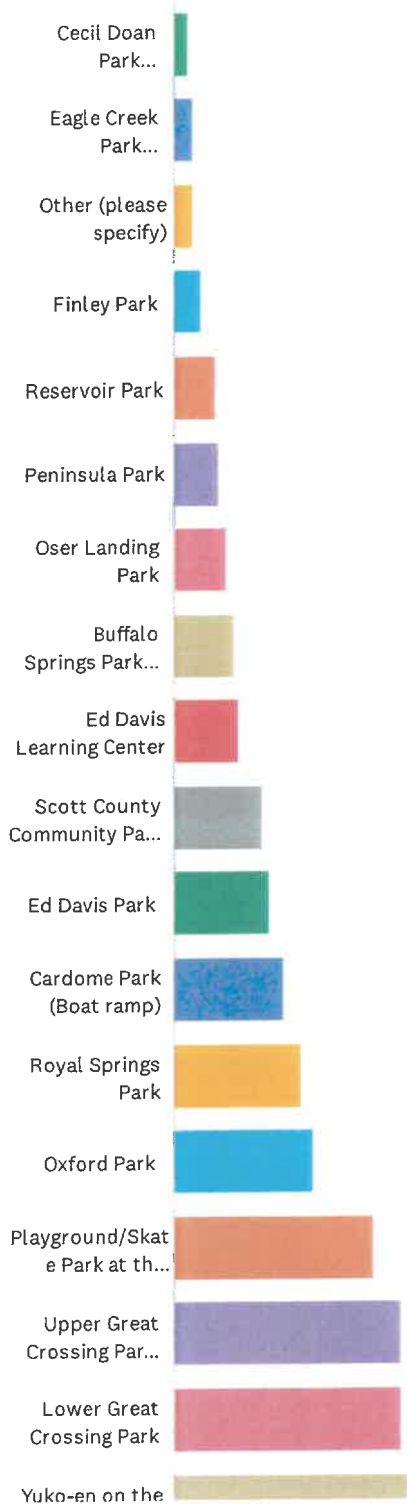 Cecil Doan
Park...
Eagle Creek
Park...
Other (please
specify)
Finley Park
Reservoir Park
Peninsula Park
Oser Landing
Park
Buffalo
Springs Park...
Ed Davis
Learning Center
Scott County
Community Pa...
Ed Davis Park
Cardome Park
(Boat ramp)
Royal Springs
Park
Oxford Park
Playground/Skat
e Park at th...
Upper Great
Crossing Par...
Lower Great
Crossing Park
Yuko-en on the